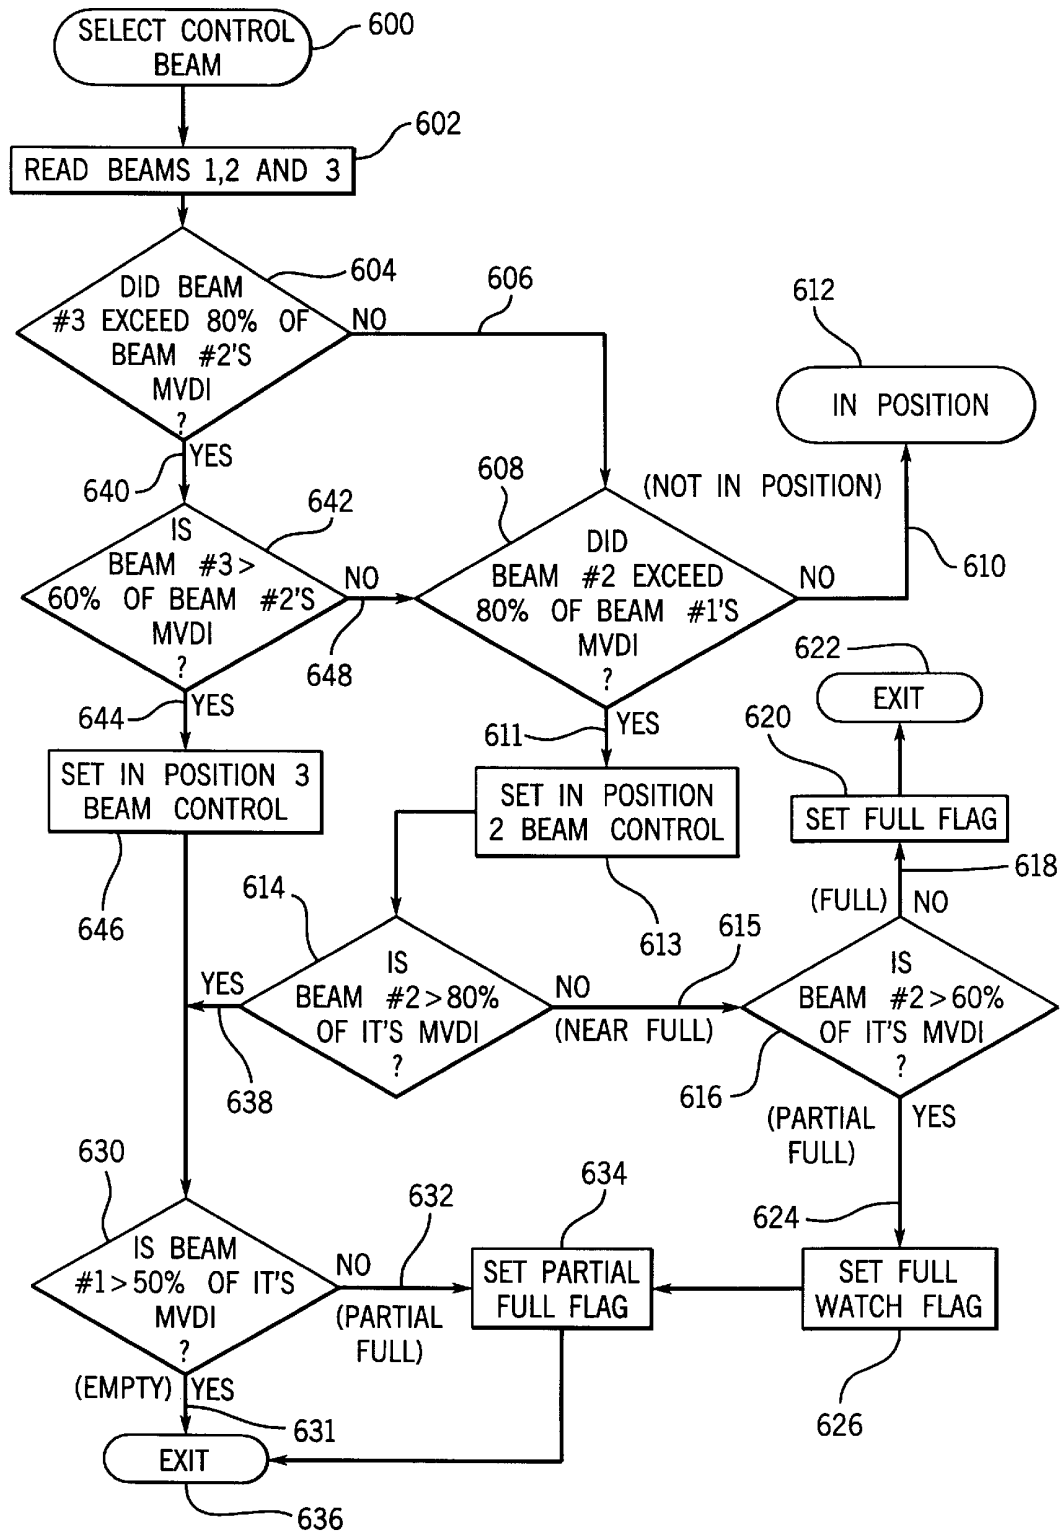 SELECT CONTROL
BEAM
600
602
READ BEAMS 1,2 AND 3
604
DID BEAM
#3 EXCEED 80% OF
BEAM #2'S
MVDI
?
NO
606
612
IN POSITION
YES
640
642
608
(NOT IN POSITION)
IS
BEAM #3 >
60% OF BEAM #2'S
MVDI
?
NO
648
DID
BEAM #2 EXCEED
80% OF BEAM #1'S
MVDI
?
NO
610
622
EXIT
644
YES
611
YES
620
SET IN POSITION 3
BEAM CONTROL
SET IN POSITION
2 BEAM CONTROL
SET FULL FLAG
618
646
614
613
615
(FULL)
NO
YES
IS
BEAM #2 > 80%
OF IT'S MVDI
?
NO
(NEAR FULL)
IS
BEAM #2 > 60%
OF IT'S MVDI
?
638
616
(PARTIAL
FULL)
YES
630
632
634
624
IS BEAM
#1 > 50% OF IT'S
MVDI
?
NO
(PARTIAL
FULL)
SET PARTIAL
FULL FLAG
SET FULL
WATCH FLAG
(EMPTY)
YES
631
626
EXIT
636